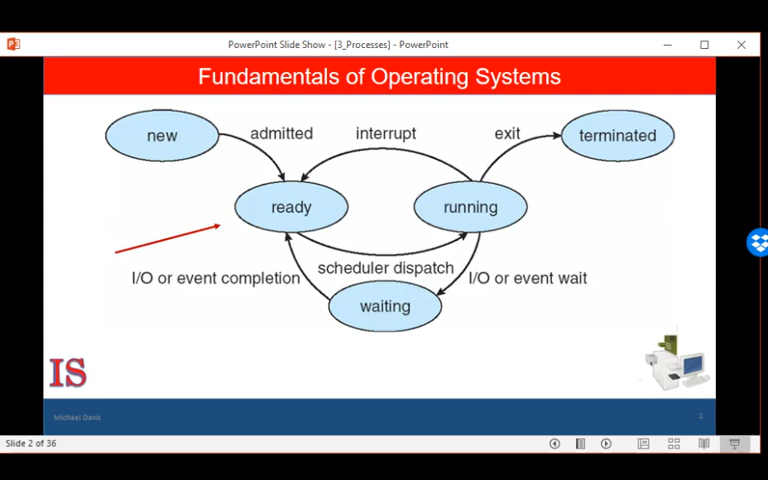 PowerPoint Slide Show - [3_Processes] - PowerPoint
Fundamentals of Operating Systems
new
admitted
interrupt
exit
terminated
ready
running
I/O or event completion
scheduler dispatch
I/O or event wait
waiting
IS
Michael Davis
2
Slide 2 of 36